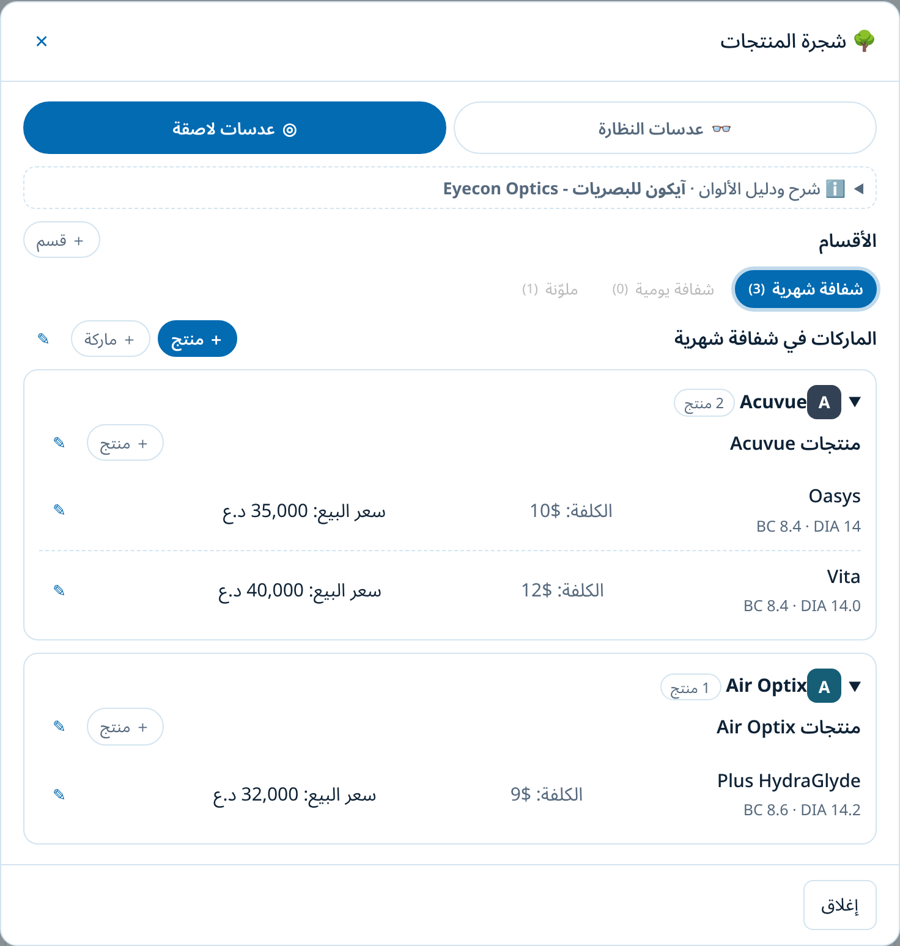 🌳 شجرة المنتجات ×
👓 عدسات النظارة
◎ عدسات لاصقة
◀ ℹ️ شرح ودليل الألوان · آيكون للبصريات - Eyecon Optics
الأقسام
+ قسم
شفافة شهرية (3)
شفافة يومية (0)
ملوّنة (1)
الماركات في شفافة شهرية
+ منتج
+ ماركة
✎
▼ A Acuvue 2 منتج
منتجات Acuvue
+ منتج
✎
Oasys
BC 8.4 · DIA 14
الكلفة: $10
سعر البيع: 35,000 د.ع
✎
Vita
BC 8.4 · DIA 14.0
الكلفة: $12
سعر البيع: 40,000 د.ع
✎
▼ A Air Optix 1 منتج
منتجات Air Optix
+ منتج
✎
Plus HydraGlyde
BC 8.6 · DIA 14.2
الكلفة: $9
سعر البيع: 32,000 د.ع
✎
إغلاق